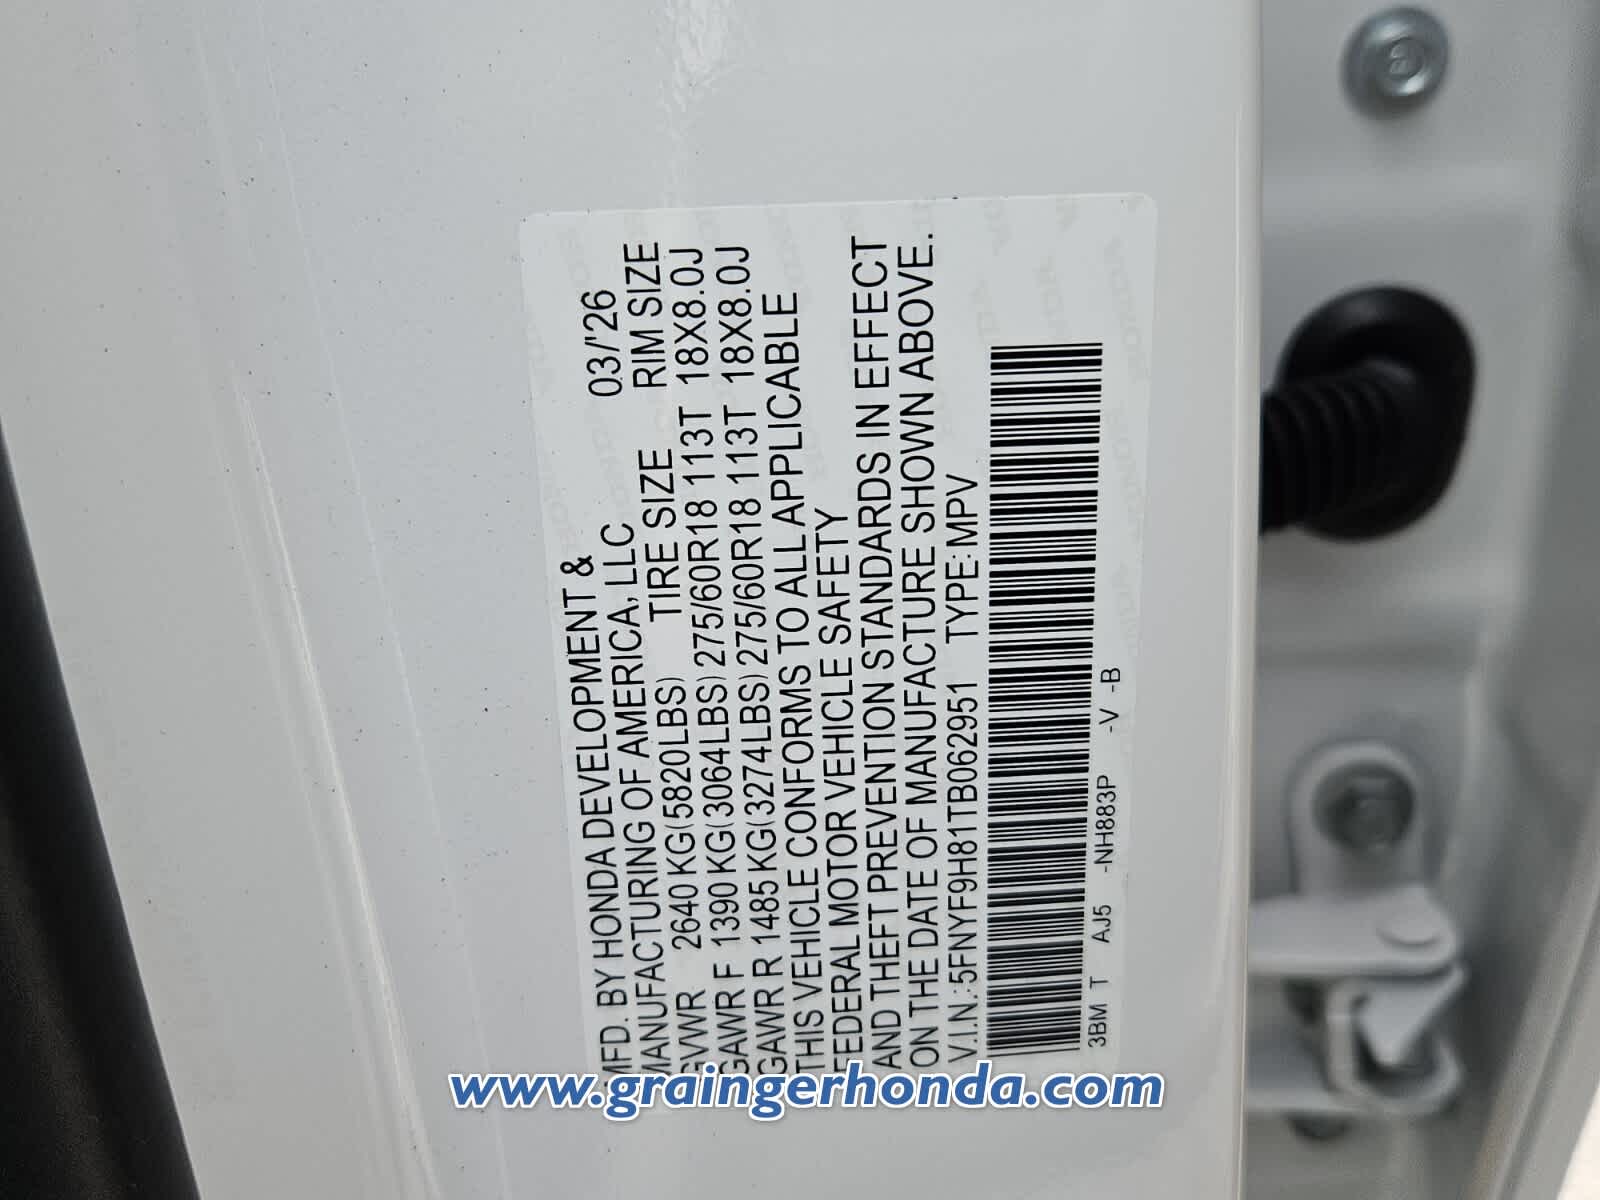 MFD. BY HONDA DEVELOPMENT & 03/'26
MANUFACTURING OF AMERICA, LLC
TIRE SIZE RIM SIZE
GVWR 2640 KG(5820LBS)
GAWR F 1390 KG(3064LBS) 275/60R18 113T 18X8.0J
GAWR R 1485 KG(3274LBS) 275/60R18 113T 18X8.0J
THIS VEHICLE CONFORMS TO ALL APPLICABLE
FEDERAL MOTOR VEHICLE SAFETY
AND THEFT PREVENTION STANDARDS IN EFFECT
ON THE DATE OF MANUFACTURE SHOWN ABOVE.
V.I.N.:5FNYF9H81TB062951 TYPE:MPV
3BM T AJ5 -NH883P -V -B
www.graingerhonda.com